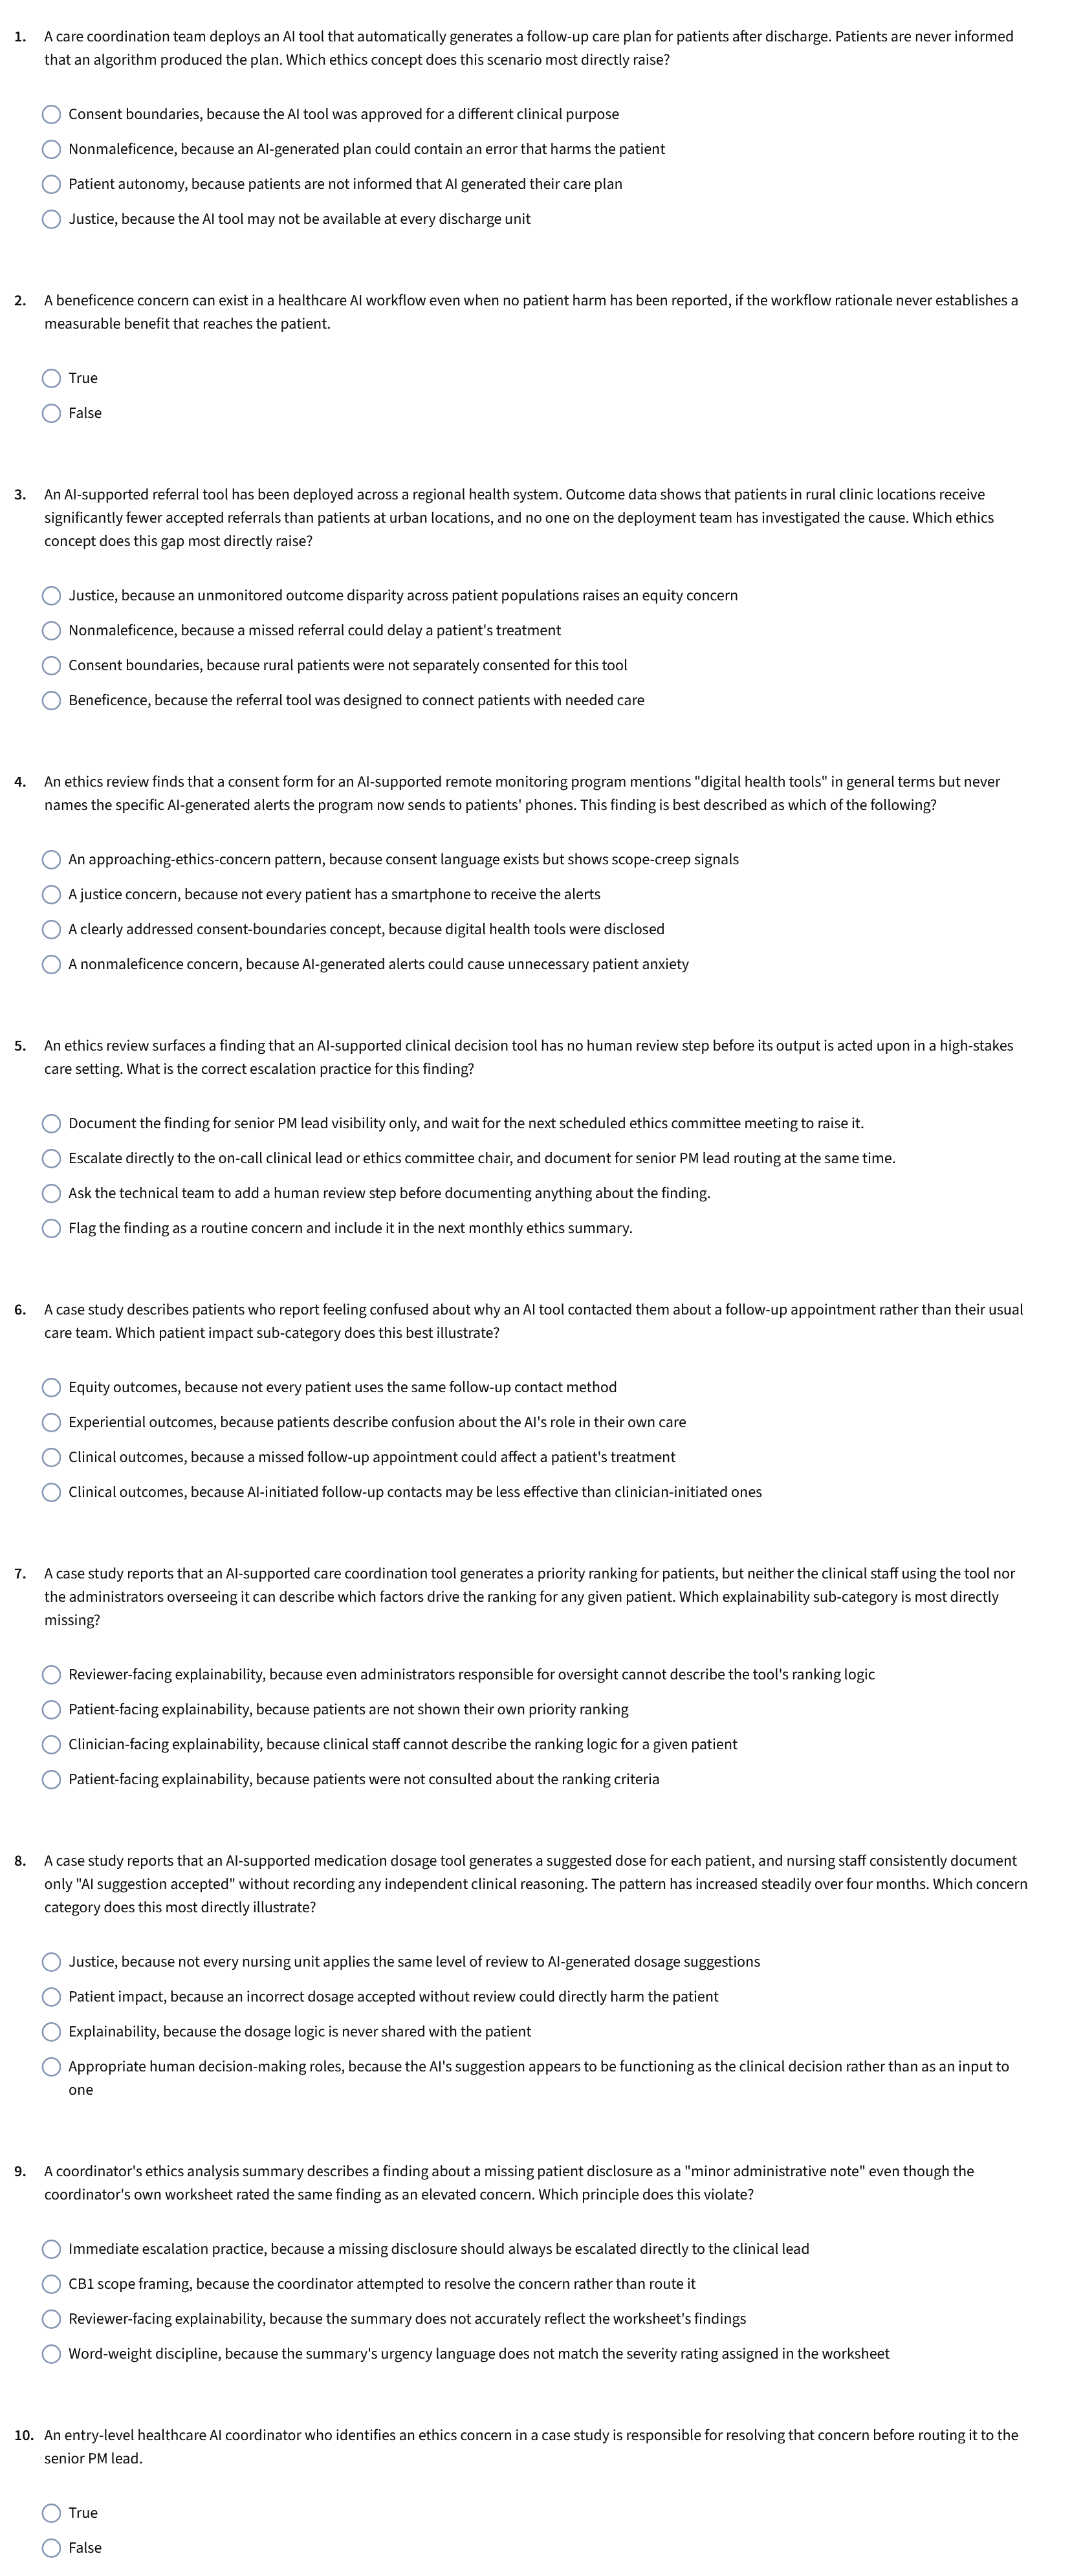 1. A care coordination team deploys an AI tool that automatically generates a follow-up care plan for patients after discharge. Patients are never informed
that an algorithm produced the plan. Which ethics concept does this scenario most directly raise?
Consent boundaries, because the AI tool was approved for a different clinical purpose
Nonmaleficence, because an AI-generated plan could contain an error that harms the patient
Patient autonomy, because patients are not informed that AI generated their care plan
Justice, because the AI tool may not be available at every discharge unit
2. A beneficence concern can exist in a healthcare AI workflow even when no patient harm has been reported, if the workflow rationale never establishes a
measurable benefit that reaches the patient.
True
False
3. An AI-supported referral tool has been deployed across a regional health system. Outcome data shows that patients in rural clinic locations receive
significantly fewer accepted referrals than patients at urban locations, and no one on the deployment team has investigated the cause. Which ethics
concept does this gap most directly raise?
Justice, because an unmonitored outcome disparity across patient populations raises an equity concern
Nonmaleficence, because a missed referral could delay a patient's treatment
Consent boundaries, because rural patients were not separately consented for this tool
Beneficence, because the referral tool was designed to connect patients with needed care
4. An ethics review finds that a consent form for an AI-supported remote monitoring program mentions "digital health tools" in general terms but never
names the specific AI-generated alerts the program now sends to patients' phones. This finding is best described as which of the following?
An approaching-ethics-concern pattern, because consent language exists but shows scope-creep signals
A justice concern, because not every patient has a smartphone to receive the alerts
A clearly addressed consent-boundaries concept, because digital health tools were disclosed
A nonmaleficence concern, because AI-generated alerts could cause unnecessary patient anxiety
5. An ethics review surfaces a finding that an AI-supported clinical decision tool has no human review step before its output is acted upon in a high-stakes
care setting. What is the correct escalation practice for this finding?
Document the finding for senior PM lead visibility only, and wait for the next scheduled ethics committee meeting to raise it.
Escalate directly to the on-call clinical lead or ethics committee chair, and document for senior PM lead routing at the same time.
Ask the technical team to add a human review step before documenting anything about the finding.
Flag the finding as a routine concern and include it in the next monthly ethics summary.
6. A case study describes patients who report feeling confused about why an AI tool contacted them about a follow-up appointment rather than their usual
care team. Which patient impact sub-category does this best illustrate?
Equity outcomes, because not every patient uses the same follow-up contact method
Experiential outcomes, because patients describe confusion about the AI's role in their own care
Clinical outcomes, because a missed follow-up appointment could affect a patient's treatment
Clinical outcomes, because AI-initiated follow-up contacts may be less effective than clinician-initiated ones
7. A case study reports that an AI-supported care coordination tool generates a priority ranking for patients, but neither the clinical staff using the tool nor
the administrators overseeing it can describe which factors drive the ranking for any given patient. Which explainability sub-category is most directly
missing?
Reviewer-facing explainability, because even administrators responsible for oversight cannot describe the tool's ranking logic
Patient-facing explainability, because patients are not shown their own priority ranking
Clinician-facing explainability, because clinical staff cannot describe the ranking logic for a given patient
Patient-facing explainability, because patients were not consulted about the ranking criteria
8. A case study reports that an AI-supported medication dosage tool generates a suggested dose for each patient, and nursing staff consistently document
only "AI suggestion accepted" without recording any independent clinical reasoning. The pattern has increased steadily over four months. Which concern
category does this most directly illustrate?
Justice, because not every nursing unit applies the same level of review to AI-generated dosage suggestions
Patient impact, because an incorrect dosage accepted without review could directly harm the patient
Explainability, because the dosage logic is never shared with the patient
Appropriate human decision-making roles, because the AI's suggestion appears to be functioning as the clinical decision rather than as an input to
one
9. A coordinator's ethics analysis summary describes a finding about a missing patient disclosure as a "minor administrative note" even though the
coordinator's own worksheet rated the same finding as an elevated concern. Which principle does this violate?
Immediate escalation practice, because a missing disclosure should always be escalated directly to the clinical lead
CB1 scope framing, because the coordinator attempted to resolve the concern rather than route it
Reviewer-facing explainability, because the summary does not accurately reflect the worksheet's findings
Word-weight discipline, because the summary's urgency language does not match the severity rating assigned in the worksheet
10. An entry-level healthcare AI coordinator who identifies an ethics concern in a case study is responsible for resolving that concern before routing it to the
senior PM lead.
True
False